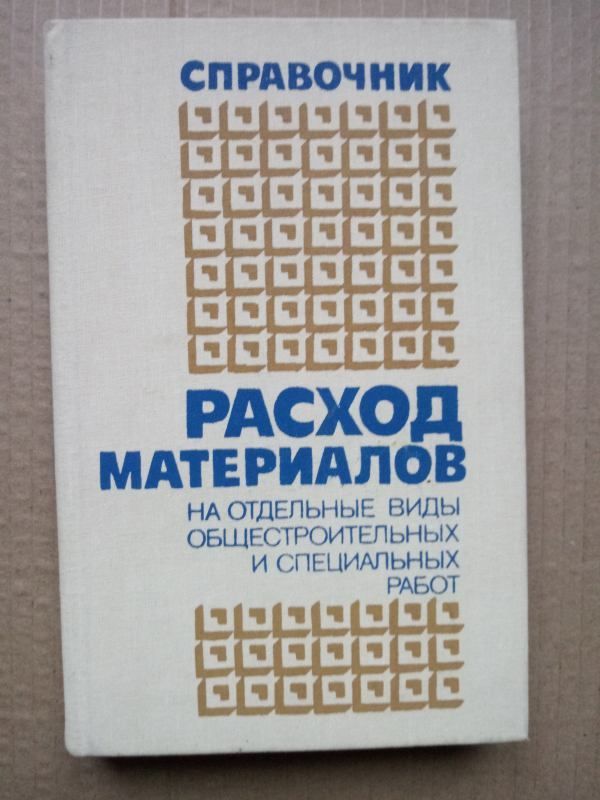 СПРАВОЧНИК
РАСХОД
МАТЕРИАЛОВ
НА ОТДЕЛЬНЫЕ ВИДЫ
ОБЩЕСТРОИТЕЛЬНЫХ
И СПЕЦИАЛЬНЫХ
РАБОТ